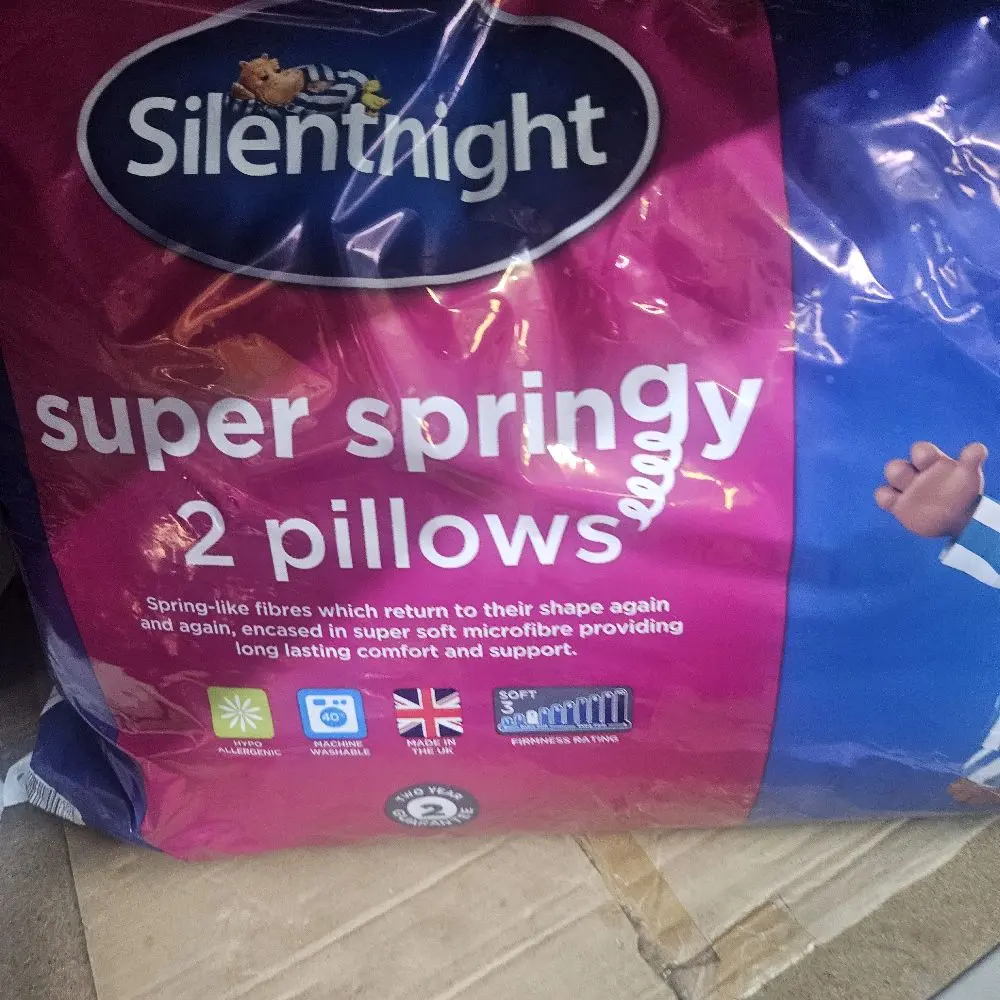 Silentnight
super springy
2 pillows
Spring-like fibres which return to their shape again
and again, encased in super soft microfibre providing
long lasting comfort and support.
HYPO
ALLERGENIC
40°
MACHINE
WASHABLE
MADE IN
THE UK
SOFT
3
FIRMNESS RATING
TWO YEAR
2
GUARANTEE